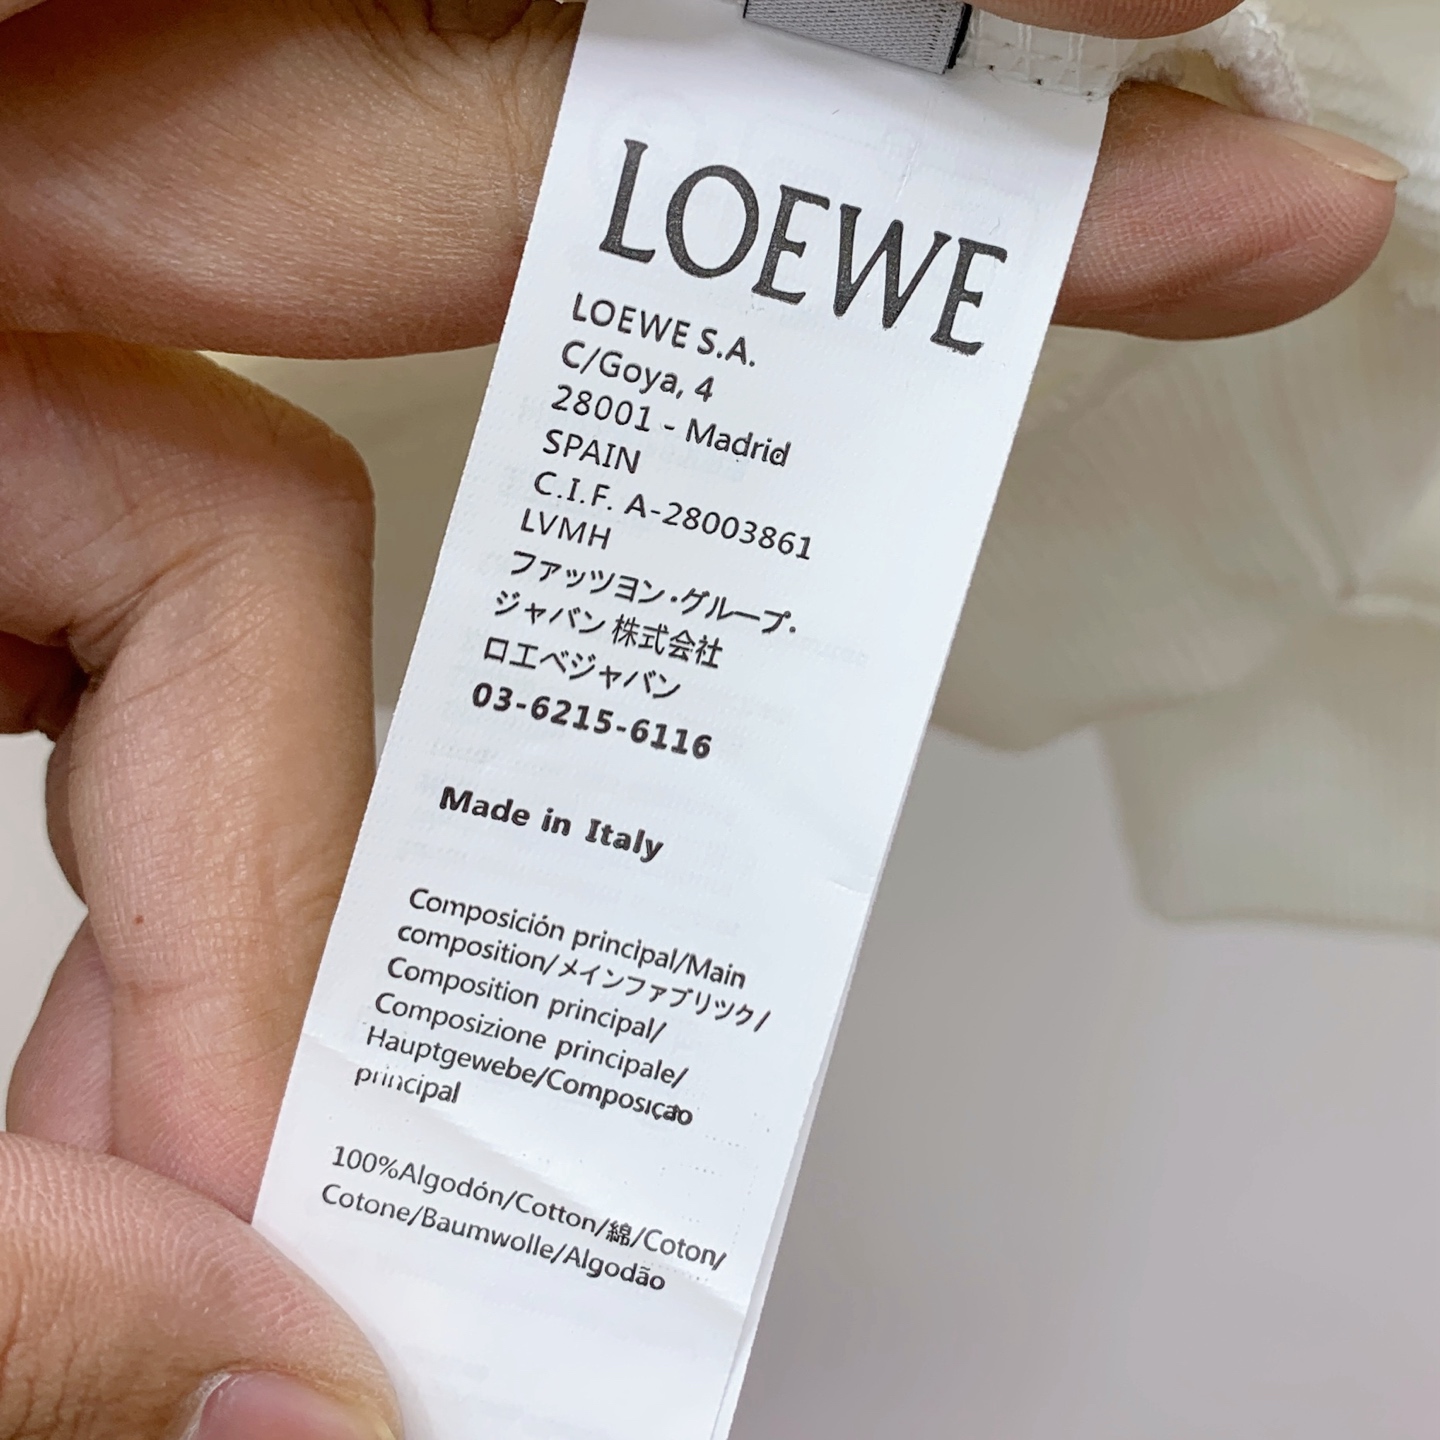 LOEWE
LOEWE S.A.
C/Goya, 4
28001 - Madrid
SPAIN
C.I.F. A-28003861
LVMH
ファッツヨン・グループ・
ジャバン 株式会社
ロエベジャバン
03-6215-6116
Made in Italy
Composición principal/Main
composition/メインファブリツク/
Composition principal/
Composizione principale/
Hauptgewebe/Composição
principal
100%Algodón/Cotton/綿/Coton/
Cotone/Baumwolle/Algodão